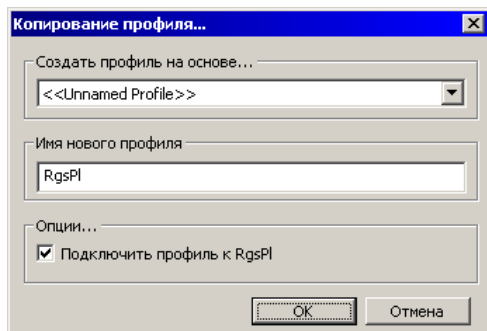 Копирование профиля...
Создать профиль на основе...
<<Unnamed Profile>>
Имя нового профиля
RgsPl
Опции...
Подключить профиль к RgsPl
OK
Отмена